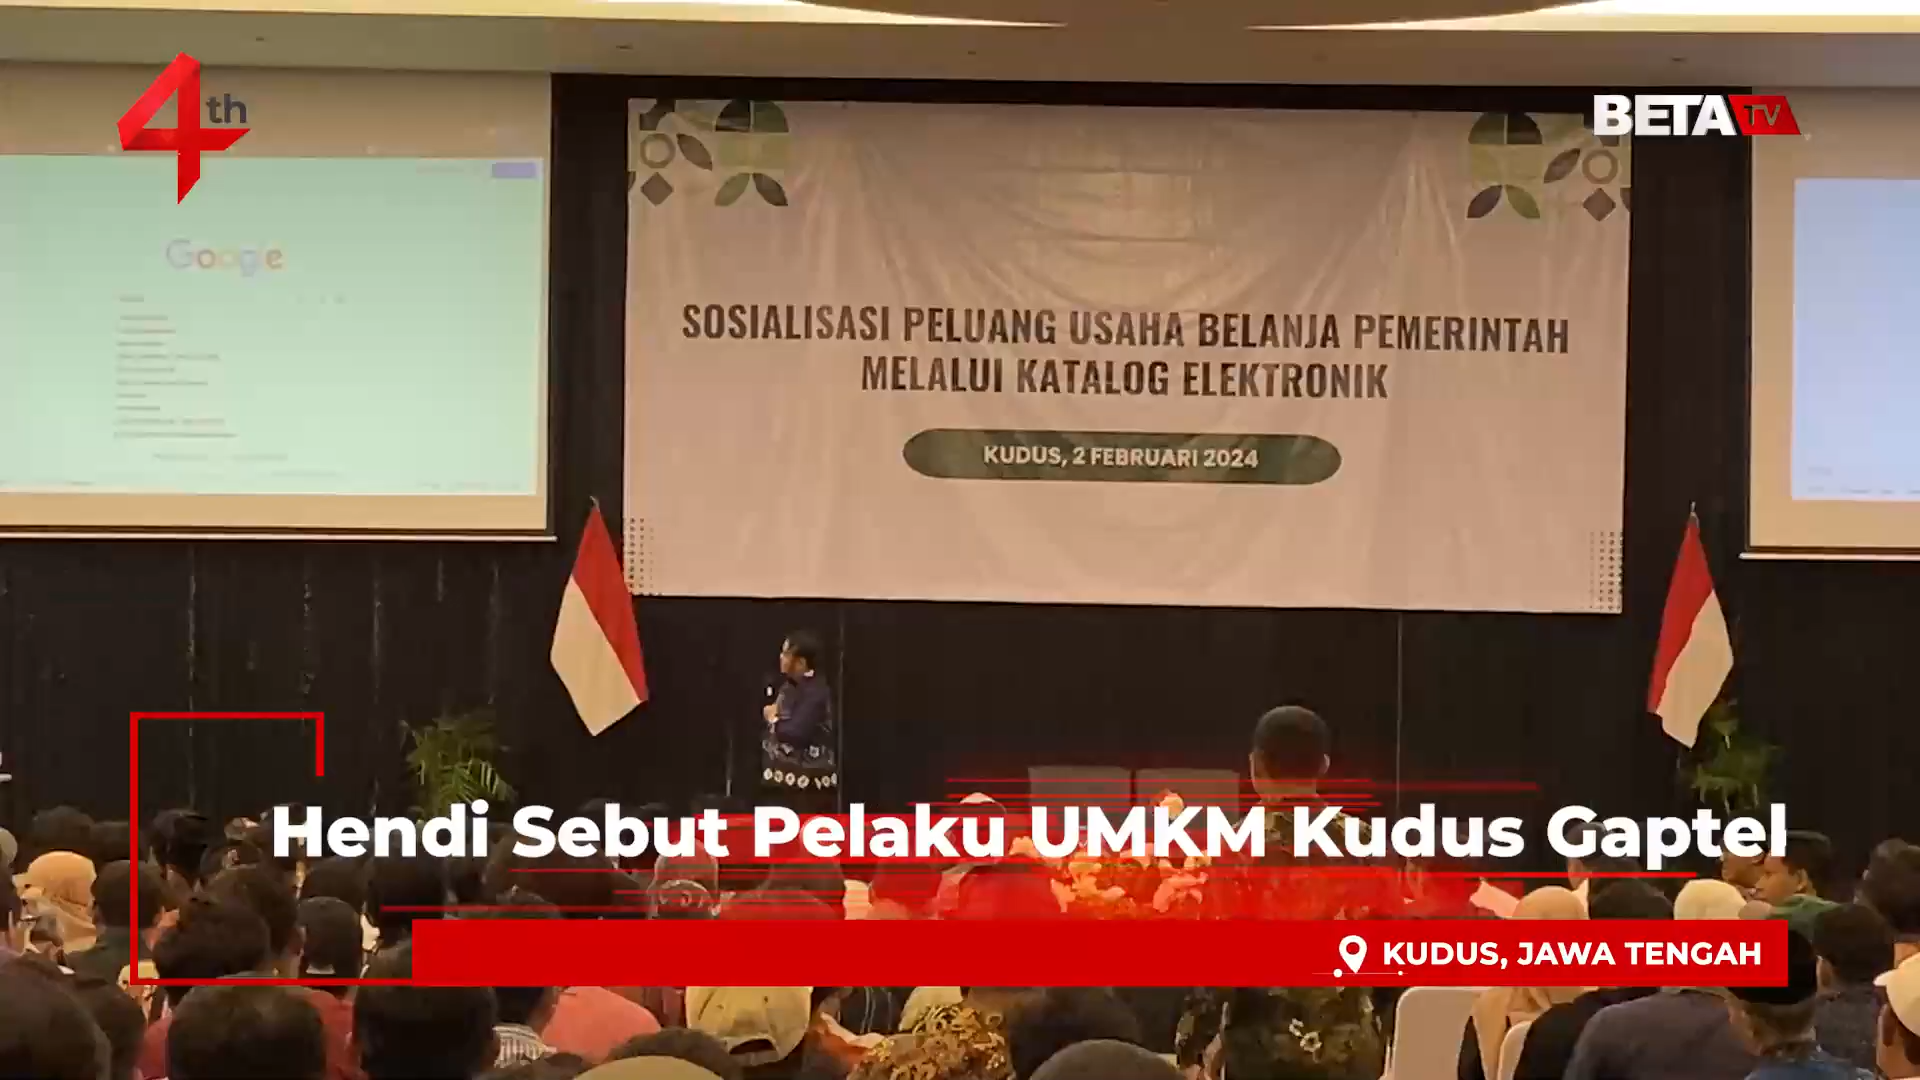 4th
BETA TV
Google
SOSIALISASI PELUANG USAHA BELANJA PEMERINTAH
MELALUI KATALOG ELEKTRONIK
KUDUS, 2 FEBRUARI 2024
Hendi Sebut Pelaku UMKM Kudus Gaptel
KUDUS, JAWA TENGAH